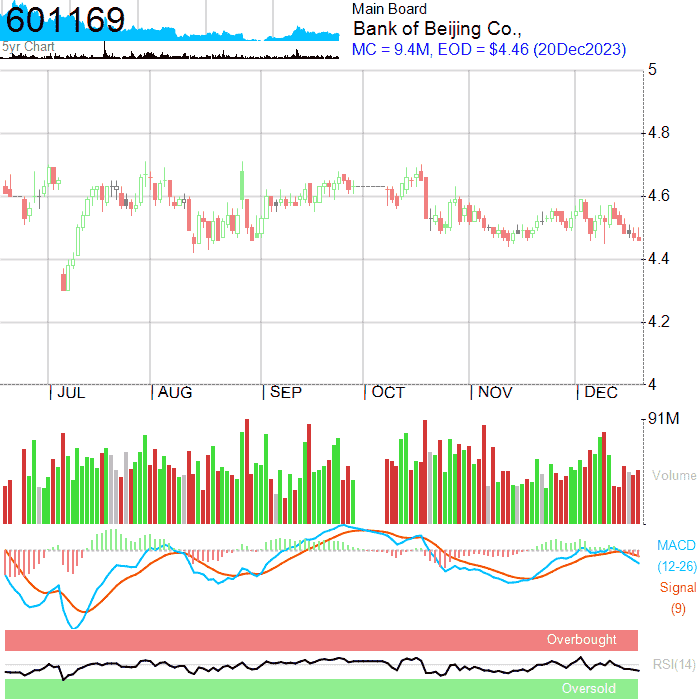 601169
5yr Chart
Main Board
Bank of Beijing Co.,
MC = 9.4M, EOD = $4.46 (20Dec2023)
5
4.8
4.6
4.4
4.2
4
JUL AUG SEP OCT NOV DEC
91M
Volume
MACD
(12-26)
Signal
(9)
Overbought
RSI(14)
Oversold